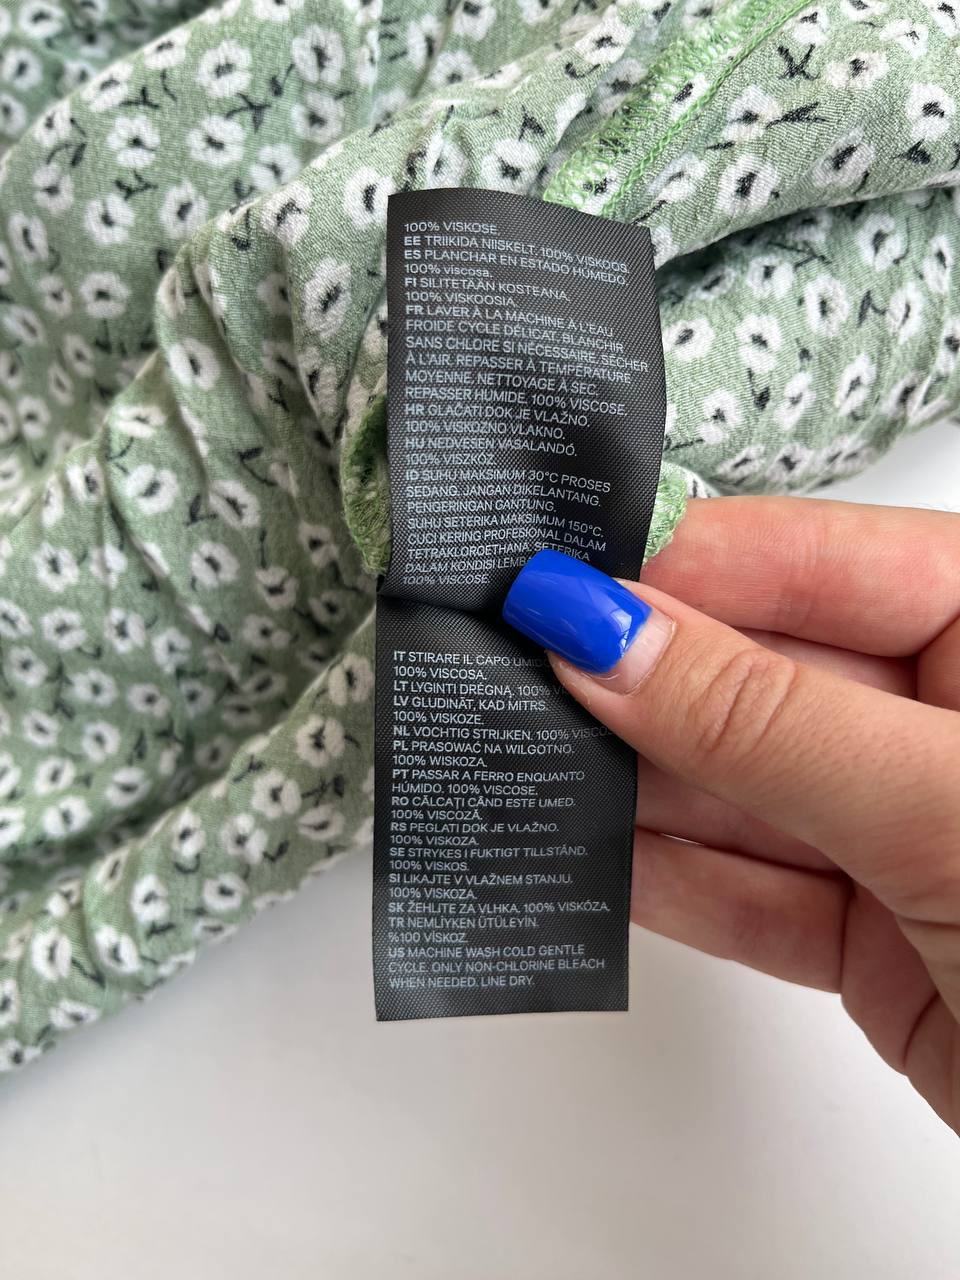 100% VISKOSE.
EE TRIIKIDA NIISKELT. 100% VISKOOS.
ES PLANCHAR EN ESTADO HÚMEDO.
100% viscosa.
FI SILITETÄÄN KOSTEANA.
100% VISKOOSIA.
FR LAVER À LA MACHINE À L'EAU
FROIDE CYCLE DÉLICAT. BLANCHIR
SANS CHLORE SI NÉCESSAIRE. SÉCHER
À L'AIR. REPASSER À TEMPÉRATURE
MOYENNE. NETTOYAGE À SEC.
REPASSER HUMIDE. 100% VISCOSE.
HR GLAČATI DOK JE VLAŽNO.
100% VISKOZNO VLAKNO.
HU NEDVESEN VASALANDÓ.
100% VISZKÓZ
ID SUHU MAKSIMUM 30°C PROSES
SEDANG. JANGAN DIKELANTANG.
PENGERINGAN GANTUNG.
SUHU SETERIKA MAKSIMUM 150°C.
CUCI KERING PROFESIONAL DALAM
TETRAKLOROETHANA. SETERIKA
DALAM KONDISI
100% VISCOSE.
IT STIRARE IL CAPO
100% VISCOSA.
LT LYGINTI DRĖGNĄ. 100%
LV GLUDINĀT, KAD MITRS.
100% VISKOZE.
NL VOCHTIG STRIJKEN. 100%
PL PRASOWAĆ NA WILGOTNO.
100% WISKOZA.
PT PASSAR A FERRO ENQUANTO
HÚMIDO. 100% VISCOSE.
RO CĂLCAȚI CÂND ESTE UMED.
100% VISCOZĂ.
RS PEGLATI DOK JE VLAŽNO.
100% VISKOZA.
SE STRYKES I FUKTIGT TILLSTÅND.
100% VISKOS.
SI LIKAJTE V VLAŽNEM STANJU.
100% VISKOZA.
SK ŽEHLITE ZA VLHKA. 100% VISKÓZA.
TR NEMLİYKEN ÜTÜLEYİN.
%100 VİSKOZ.
US MACHINE WASH COLD GENTLE
CYCLE. ONLY NON-CHLORINE BLEACH
WHEN NEEDED. LINE DRY.